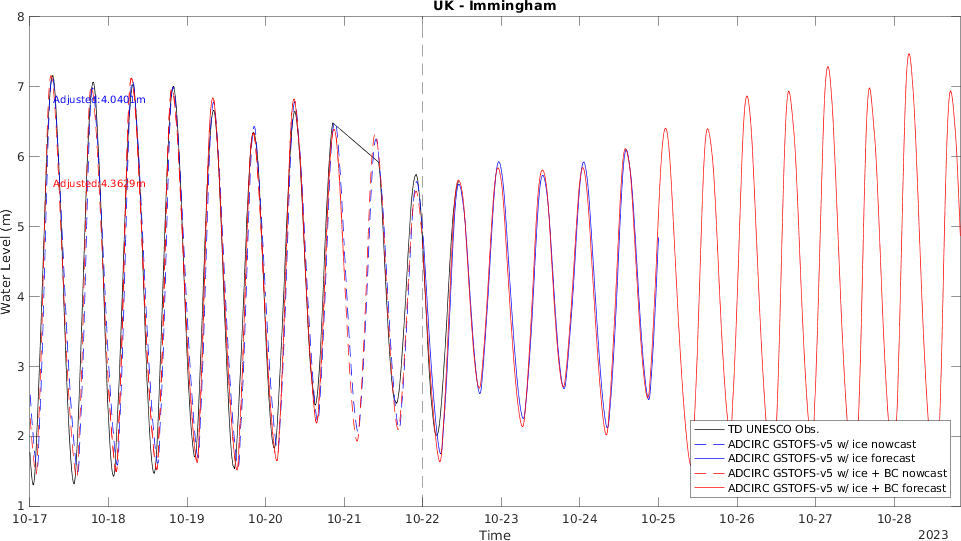 UK - Immingham
8
7
6
5
4
3
2
1
Water Level (m)
Adjusted:4.0401m
Adjusted:4.3629m
TD UNESCO Obs.
ADCIRC GSTOFS-v5 w/ ice nowcast
ADCIRC GSTOFS-v5 w/ ice forecast
ADCIRC GSTOFS-v5 w/ ice + BC nowcast
ADCIRC GSTOFS-v5 w/ ice + BC forecast
10-17 10-18 10-19 10-20 10-21 10-22 10-23 10-24 10-25 10-26 10-27 10-28
Time
2023